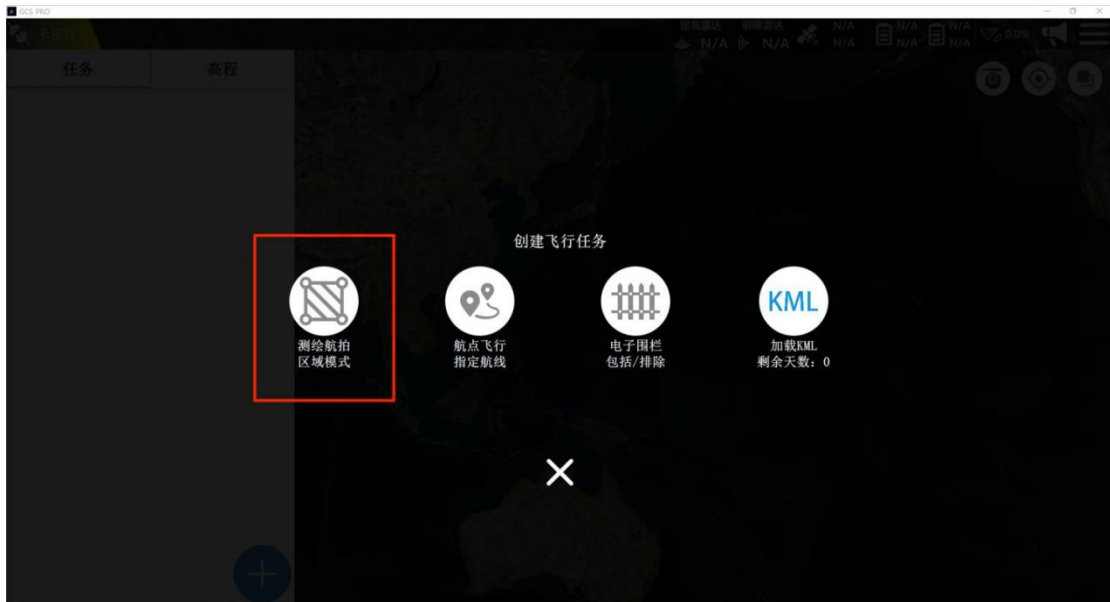 GCS PRO
N/A
N/A
N/A
N/A
N/A
N/A
N/A
N/A
0.0%
任务
高程
创建飞行任务
KML
测绘航拍
区域模式
航点飞行
指定航线
电子围栏
包括/排除
加载KML
剩余天数: 0